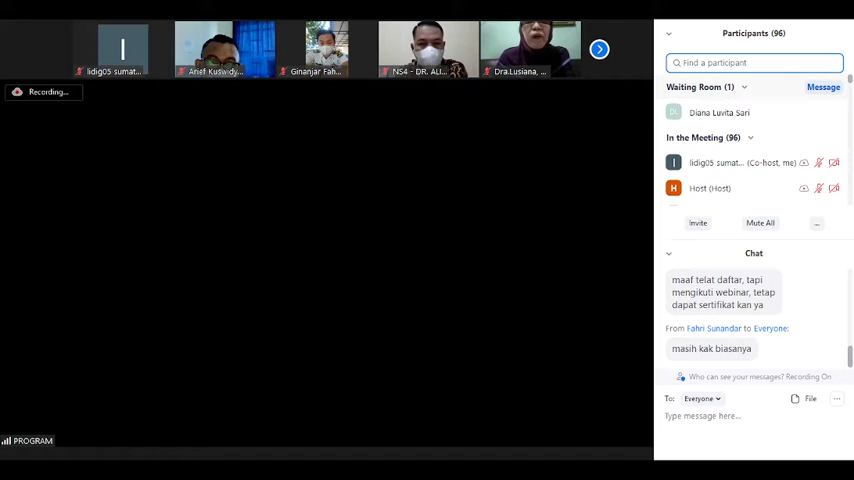 I
lidig05 sumat...
Arief Kuswidy...
Ginanjar Fah...
NS4 - DR. ALI...
Dra.Lusiana, ...
Recording...
PROGRAM
Participants (96)
Find a participant
Waiting Room (1)
Message
DL
Diana Luvita Sari
In the Meeting (96)
I
lidig05 sumat... (Co-host, me)
H
Host (Host)
Invite
Mute All
...
Chat
maaf telat daftar, tapi
mengikuti webinar, tetap
dapat sertifikat kan ya
From Fahri Sunandar to Everyone:
masih kak biasanya
Who can see your messages? Recording On
To:
Everyone
File
...
Type message here...